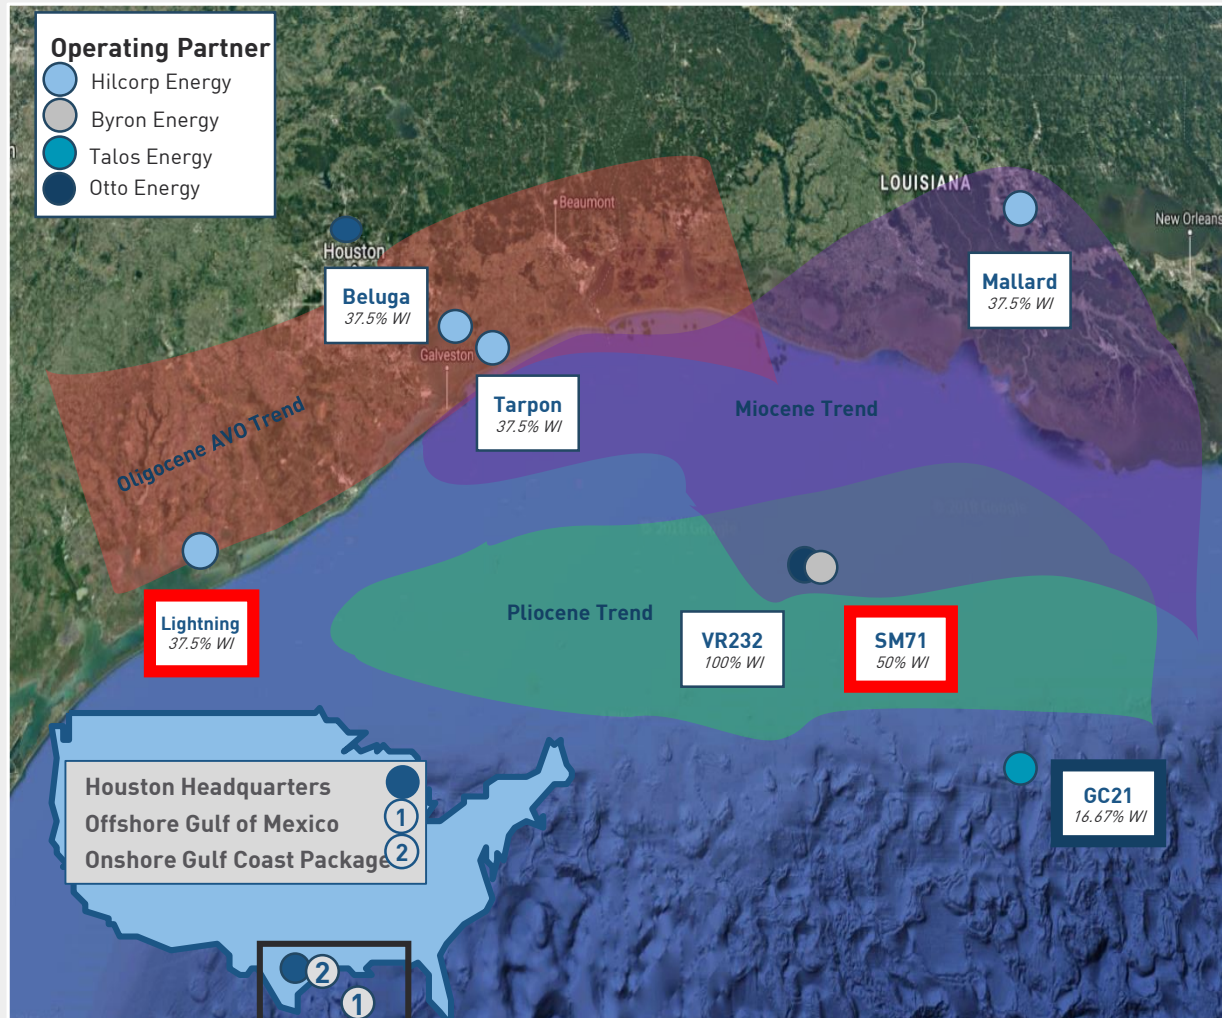 Operating Partner
Hilcorp Energy
Byron Energy
Talos Energy
Otto Energy
LOUISIANA
Beaumont
New Orleans
Houston
Beluga
37.5% WI
Mallard
37.5% WI
Galveston
Tarpon
37.5% WI
Miocene Trend
Oligocene AVO Trend
Pliocene Trend
Lightning
37.5% WI
VR232
100% WI
SM71
50% WI
GC21
16.67% WI
Houston Headquarters
Offshore Gulf of Mexico
1
Onshore Gulf Coast Package
2
2
1